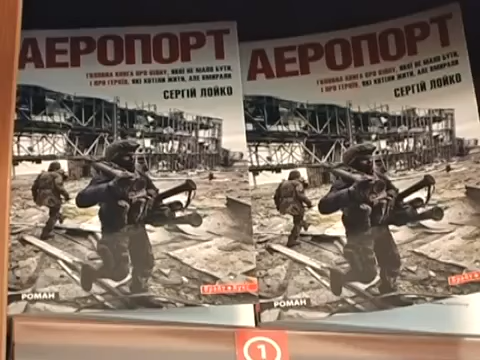 АЕРОПОРТ
ГОЛОВНА КНИГА ПРО ВІЙНУ, ЯКОЇ НЕ МАЛО БУТИ,
І ПРО ГЕРОЇВ, ЯКІ ХОТІЛИ ЖИТИ, АЛЕ ВМИРАЛИ
СЕРГІЙ ЛОЙКО
РОМАН
АЕРОПОРТ
ГОЛОВНА КНИГА ПРО ВІЙНУ, ЯКОЇ НЕ МАЛО БУТИ,
І ПРО ГЕРОЇВ, ЯКІ ХОТІЛИ ЖИТИ, АЛЕ ВМИРАЛИ
СЕРГІЙ ЛОЙКО
РОМАН
1